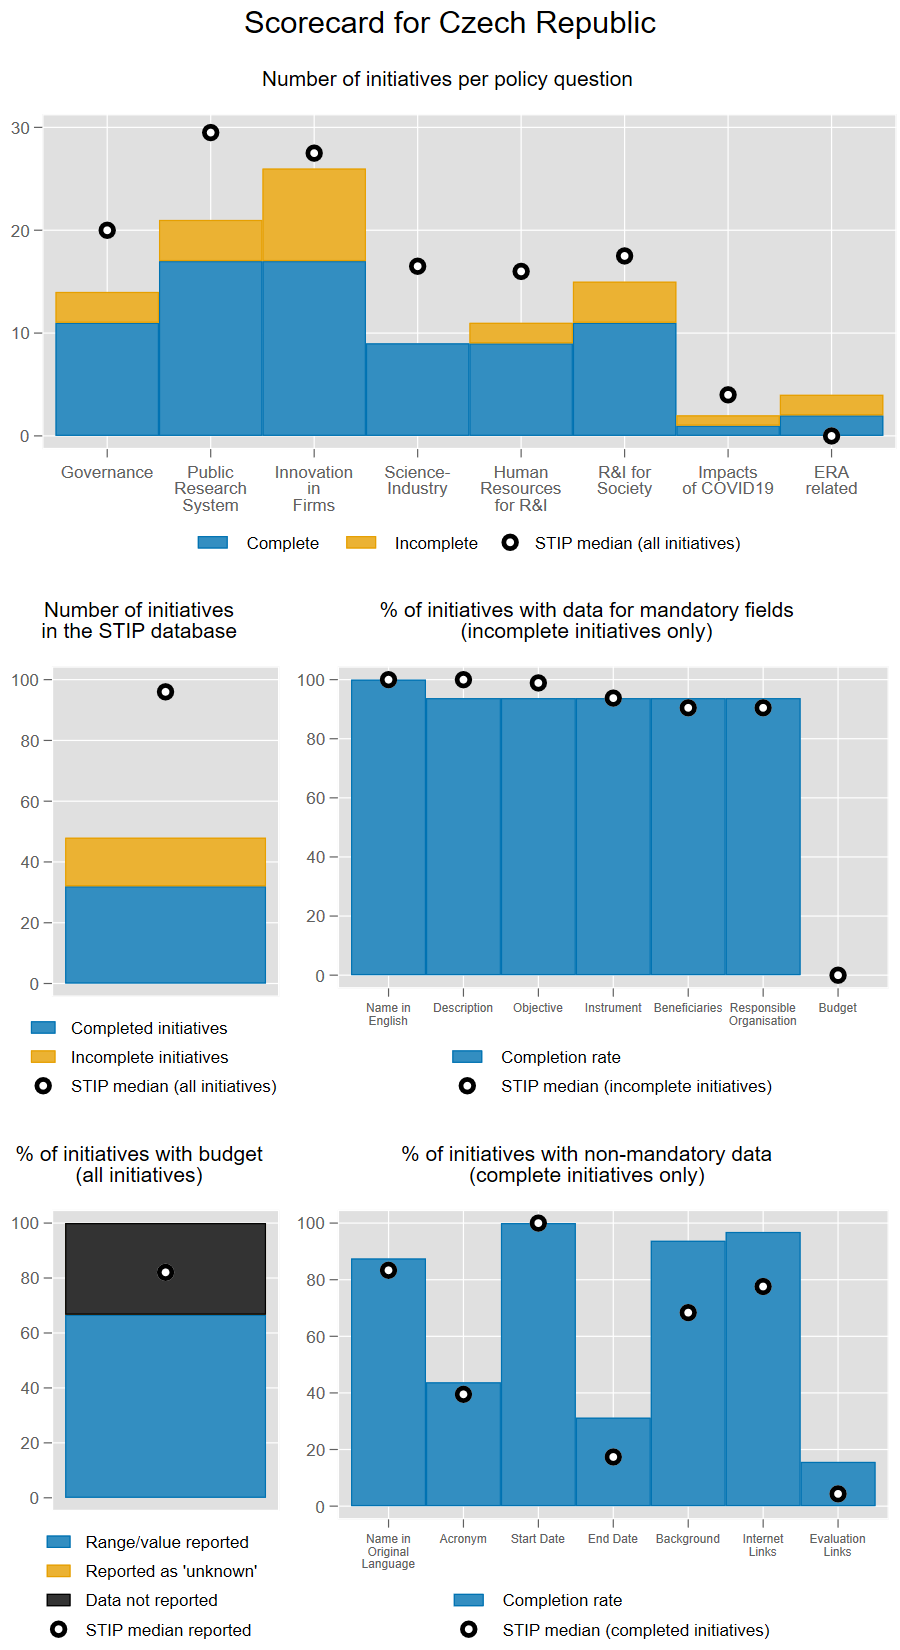 Scorecard for Czech Republic
Number of initiatives per policy question
30
20
10
0
Governance
Public
Research
System
Innovation
in
Firms
Science-
Industry
Human
Resources
for R&I
R&I for
Society
Impacts
of COVID19
ERA
related
Complete
Incomplete
STIP median (all initiatives)
Number of initiatives
in the STIP database
100
80
60
40
20
0
Completed initiatives
Incomplete initiatives
STIP median (all initiatives)
% of initiatives with data for mandatory fields
(incomplete initiatives only)
100
80
60
40
20
0
Name in
English
Description
Objective
Instrument
Beneficiaries
Responsible
Organisation
Budget
Completion rate
STIP median (incomplete initiatives)
% of initiatives with budget
(all initiatives)
100
80
60
40
20
0
Range/value reported
Reported as 'unknown'
Data not reported
STIP median reported
% of initiatives with non-mandatory data
(complete initiatives only)
100
80
60
40
20
0
Name in
Original
Language
Acronym
Start Date
End Date
Background
Internet
Links
Evaluation
Links
Completion rate
STIP median (completed initiatives)